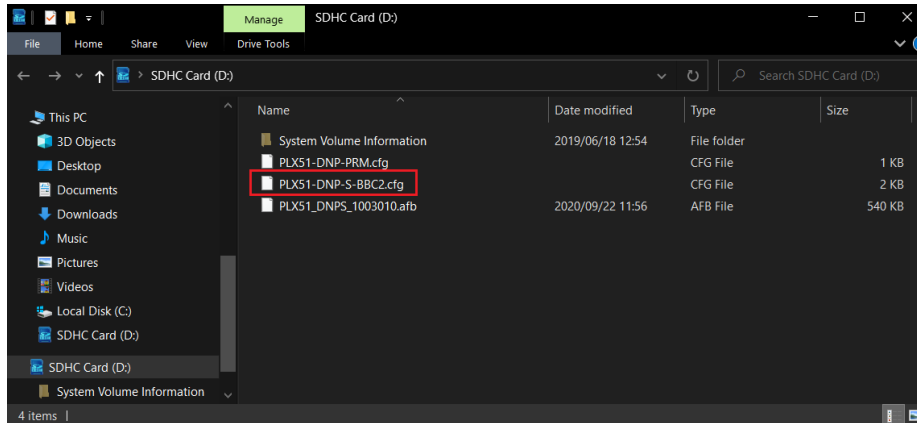 Manage SDHC Card (D:)
File Home Share View Drive Tools
SDHC Card (D:) Search SDHC Card (D:)
This PC
3D Objects
Desktop
Documents
Downloads
Music
Pictures
Videos
Local Disk (C:)
SDHC Card (D:)
SDHC Card (D:)
System Volume Information
Name Date modified Type Size
System Volume Information 2019/06/18 12:54 File folder
PLX51-DNP-PRM.cfg CFG File 1 KB
PLX51-DNP-S-BBC2.cfg CFG File 2 KB
PLX51_DNPS_1003010.afb 2020/09/22 11:56 AFB File 540 KB
4 items